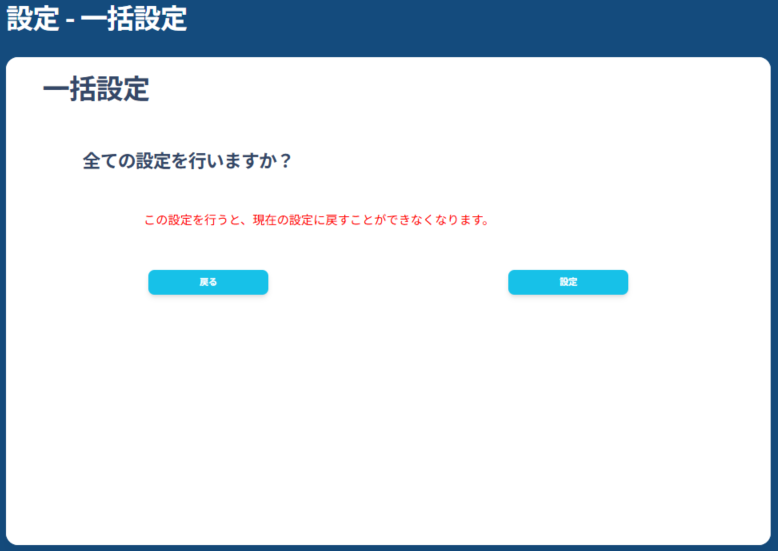 設定 - 一括設定
一括設定
全ての設定を行いますか？
この設定を行うと、現在の設定に戻すことができなくなります。
戻る
設定